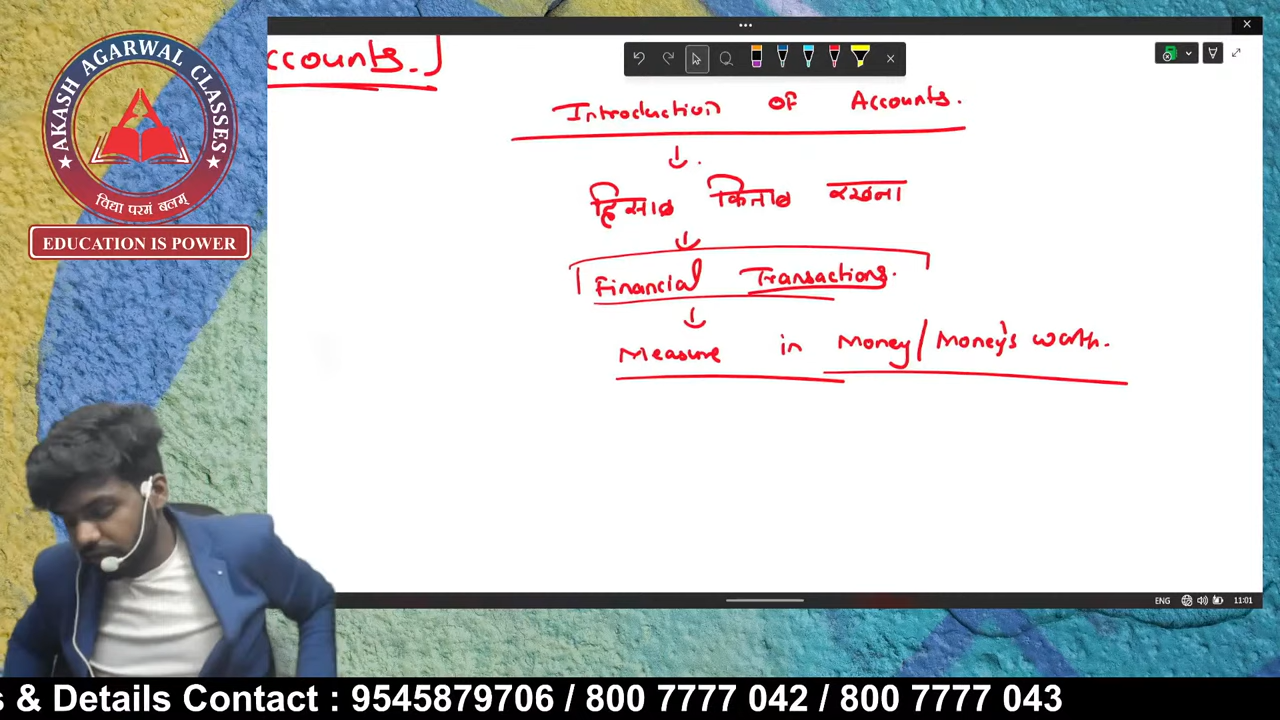 AKASH AGARWAL CLASSES
विद्या परमं बलम्
EDUCATION IS POWER
ccounts.]
Introduction of Accounts.
हिसाब किताब रखना
Financial Transactions.
Measure in Money/Money's worth.
ENG 11:01
s & Details Contact : 9545879706 / 800 7777 042 / 800 7777 043